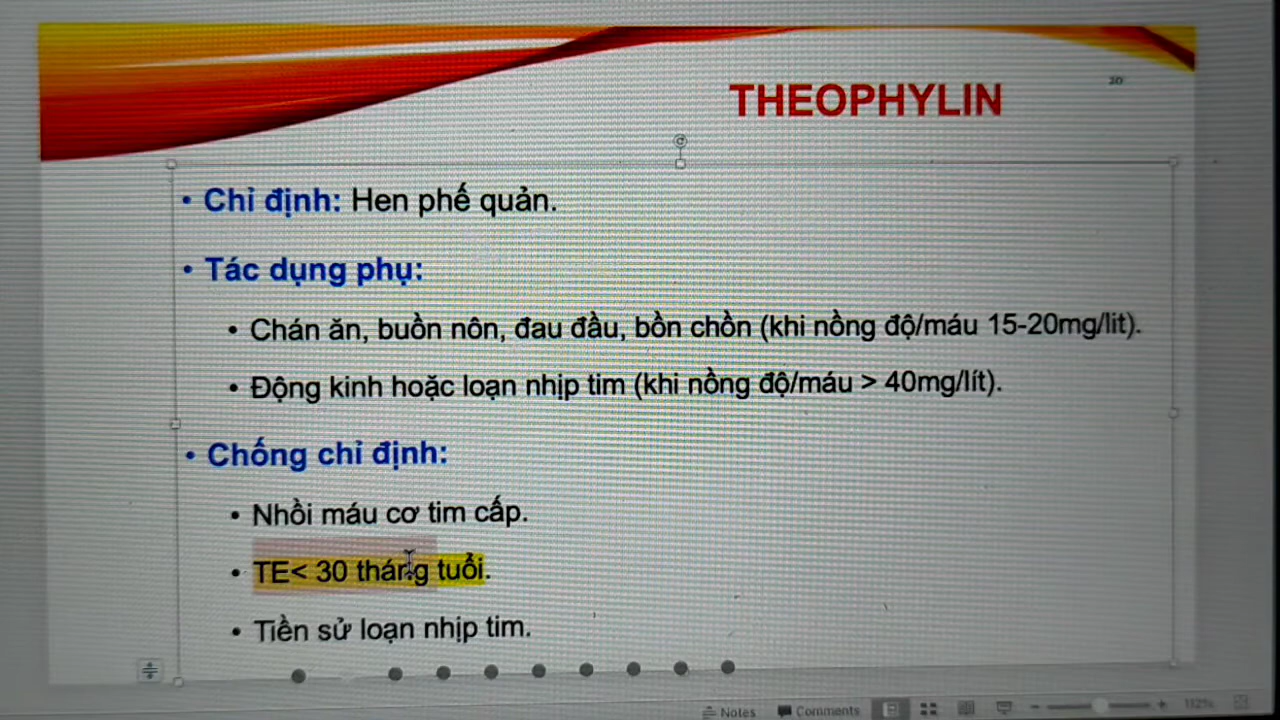 THEOPHYLIN
20
• Chỉ định: Hen phế quản.
• Tác dụng phụ:
• Chán ăn, buồn nôn, đau đầu, bồn chồn (khi nồng độ/máu 15-20mg/lit).
• Động kinh hoặc loạn nhịp tim (khi nồng độ/máu > 40mg/lít).
• Chống chỉ định:
• Nhồi máu cơ tim cấp.
• TE< 30 tháng tuổi.
• Tiền sử loạn nhịp tim.
Notes Comments 112%